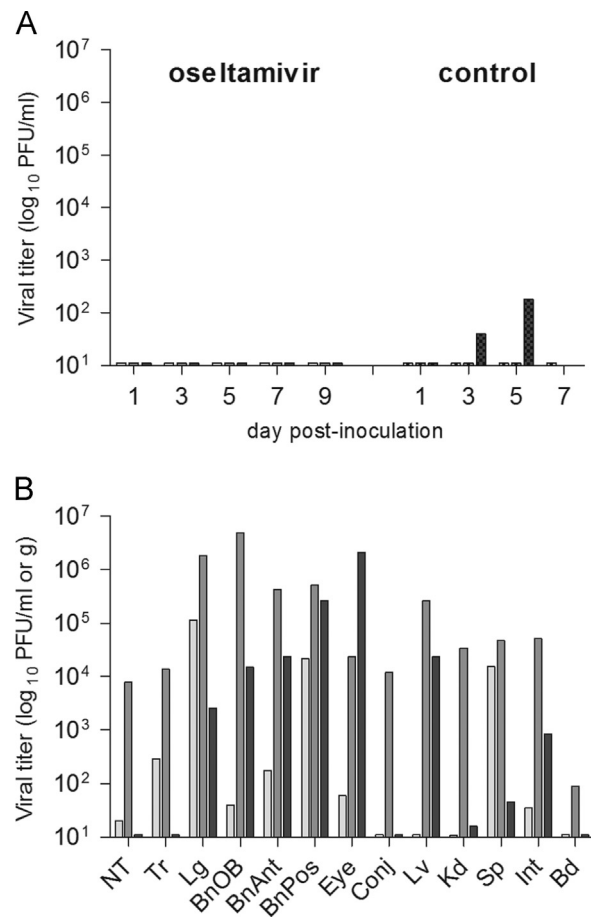 A
10⁷
oseltamivir control
10⁶
10⁵
10⁴
10³
10²
10¹
Viral titer (log₁₀ PFU/ml)
1 3 5 7 9 1 3 5 7
day post-inoculation
B
10⁷
10⁶
10⁵
10⁴
10³
10²
10¹
Viral titer (log₁₀ PFU/ml or g)
NT Tr Lg BnOB BnAnt BnPos Eye Conj Lv Kd Sp Int Bd